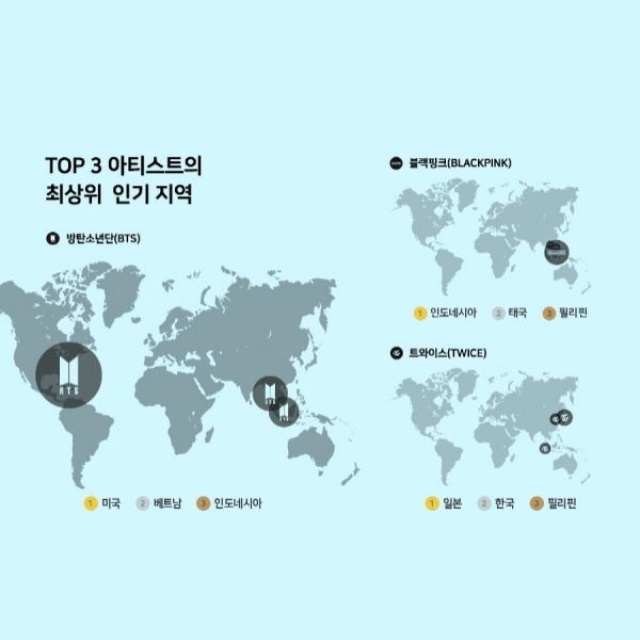 TOP 3 아티스트의
최상위 인기 지역
방탄소년단(BTS)
BTS
BTS
BTS
1 미국 2 베트남 3 인도네시아
블랙핑크(BLACKPINK)
1 인도네시아 2 태국 3 필리핀
트와이스(TWICE)
1 일본 2 한국 3 필리핀